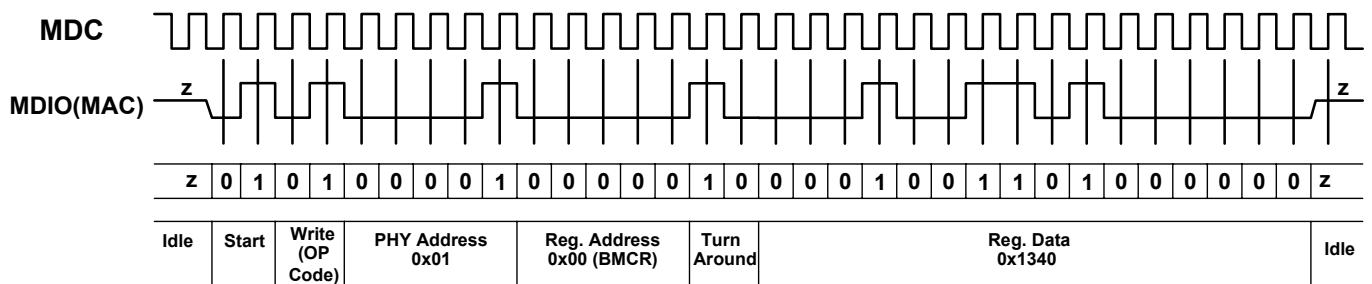 MDC
z z
MDIO(MAC)
z 0 1 0 1 0 0 0 0 1 0 0 0 0 0 1 0 0 0 0 1 0 0 1 1 0 1 0 0 0 0 0 0 z
Idle Start Write PHY Address Reg. Address Turn Reg. Data Idle
(OP 0x01 0x00 (BMCR) Around 0x1340
Code)